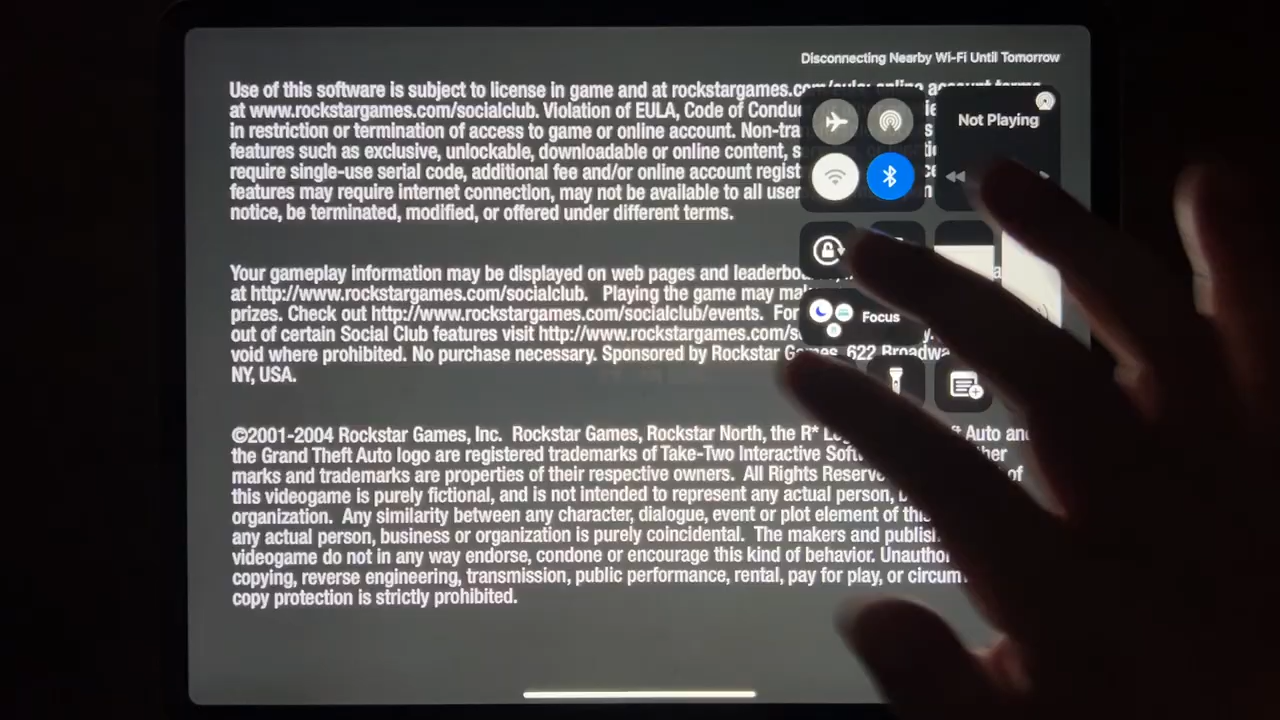 Disconnecting Nearby Wi-Fi Until Tomorrow
Use of this software is subject to license in game and at rockstargames.com/eula; online account terms
at www.rockstargames.com/socialclub. Violation of EULA, Code of Condu
in restriction or termination of access to game or online account. Non-tra
features such as exclusive, unlockable, downloadable or online content, s
require single-use serial code, additional fee and/or online account regist
features may require internet connection, may not be available to all user
notice, be terminated, modified, or offered under different terms.
Not Playing
Your gameplay information may be displayed on web pages and leaderbo
at http://www.rockstargames.com/socialclub. Playing the game may ma
prizes. Check out http://www.rockstargames.com/socialclub/events. For
out of certain Social Club features visit http://www.rockstargames.com/s
void where prohibited. No purchase necessary. Sponsored by Rockstar Games, 622 Broadwa
NY, USA.
Focus
©2001-2004 Rockstar Games, Inc. Rockstar Games, Rockstar North, the R* Lo Auto and
the Grand Theft Auto logo are registered trademarks of Take-Two Interactive Soft ther
marks and trademarks are properties of their respective owners. All Rights Reserve of
this videogame is purely fictional, and is not intended to represent any actual person, b
organization. Any similarity between any character, dialogue, event or plot element of this
any actual person, business or organization is purely coincidental. The makers and publish
videogame do not in any way endorse, condone or encourage this kind of behavior. Unautho
copying, reverse engineering, transmission, public performance, rental, pay for play, or circum
copy protection is strictly prohibited.